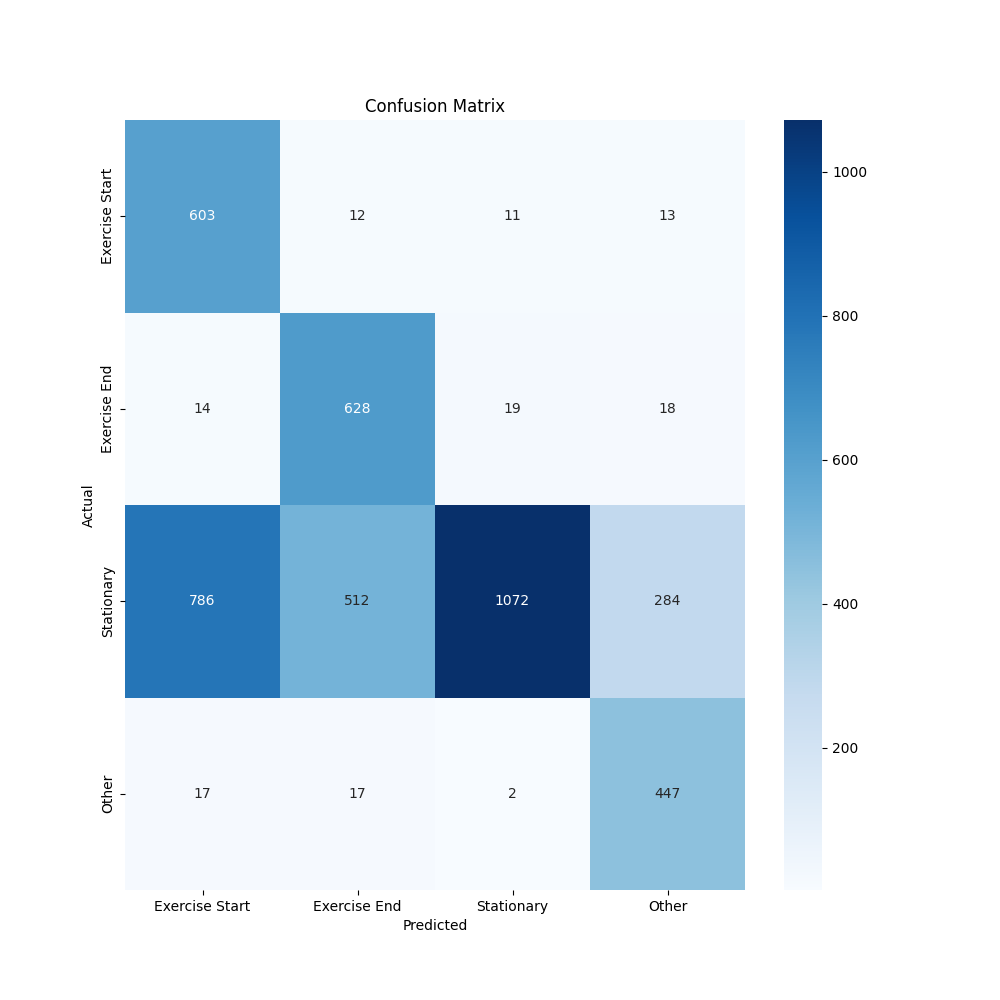 Confusion Matrix
Actual
Exercise Start
603 12 11 13
Exercise End
14 628 19 18
Stationary
786 512 1072 284
Other
17 17 2 447
Exercise Start Exercise End Stationary Other
Predicted
1000
800
600
400
200